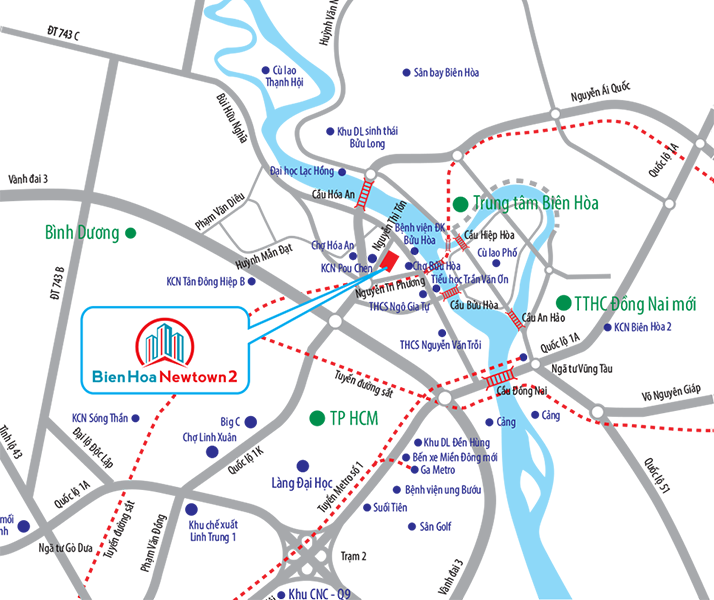 ĐT 743 C
Huỳnh Văn N
Cù lao
Thạnh Hội
Sân bay Biên Hòa
Nguyễn Ái Quốc
Bùi Hữu Nghĩa
Khu DL sinh thái
Bửu Long
Quốc lộ 1A
Vành đai 3
Đại học Lạc Hồng
Cầu Hóa An
Phạm Văn Diêu
Nguyễn Thị Tồn
Trung tâm Biên Hòa
Bình Dương
Bệnh viện ĐK
Bửu Hòa
Cầu Hiệp Hòa
Huỳnh Mẫn Đạt
Chợ Hóa An
KCN Pou Chen
Chợ Bửu Hòa
Cù lao Phố
ĐT 743 B
KCN Tân Đông Hiệp B
Nguyễn Tri Phương
Tiểu học Trần Văn Ơn
THCS Ngô Gia Tự
Cầu Bửu Hòa
TTHC Đồng Nai mới
Cầu An Hảo
KCN Biên Hòa 2
THCS Nguyễn Văn Trỗi
Quốc lộ 1A
Bien Hoa Newtown 2
Ngã tư Vũng Tàu
Tuyến đường sắt
Cầu Đồng Nai
Võ Nguyên Giáp
KCN Sóng Thần
Big C
TP HCM
Cảng
Cảng
Chợ Linh Xuân
Đại lộ Độc Lập
Khu DL Đền Hùng
Bến xe Miền Đông mới
Ga Metro
Tỉnh lộ 43
Quốc lộ 1K
Làng Đại Học
Tuyến Metro số 1
Bệnh viện ung Bướu
Quốc lộ 51
Quốc lộ 1A
Suối Tiên
mối
nh
Tuyến đường sắt
Phạm Văn Đồng
Khu chế xuất
Linh Trung 1
Sân Golf
Ngã tư Gò Dưa
Trạm 2
Vành đai 3
Khu CNC - Q9